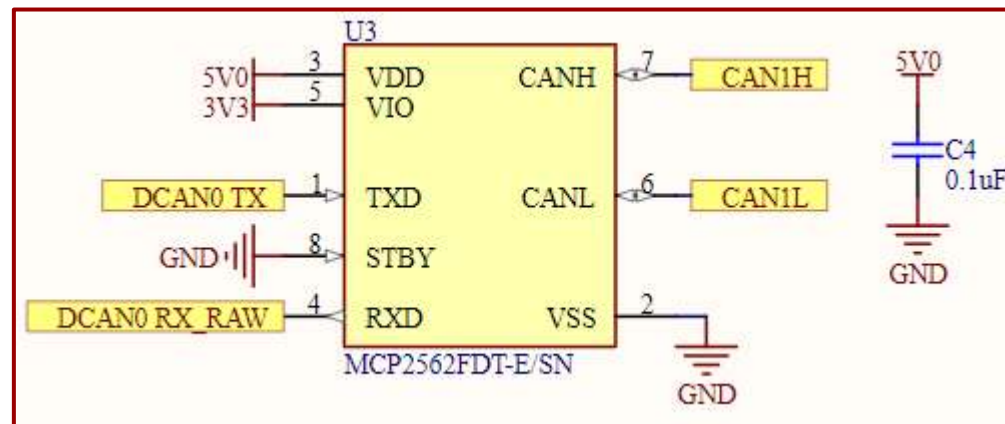 U3
5V0 3 VDD CANH 7 CAN1H
3V3 5 VIO
DCAN0 TX 1 TXD CANL 6 CAN1L
GND 8 STBY
DCAN0 RX_RAW 4 RXD VSS 2
MCP2562FDT-E/SN
GND
5V0
C4
0.1uF
GND